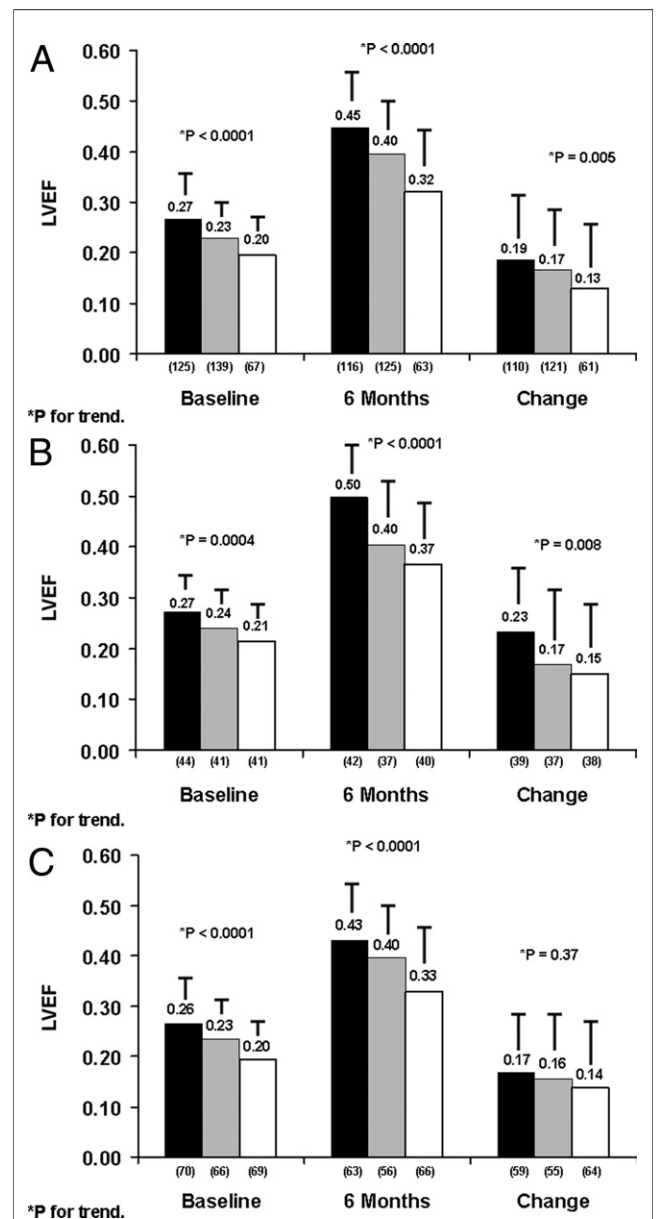 A
0.60
0.50
0.40
0.30
0.20
0.10
0.00
LVEF
*P < 0.0001
0.27
0.23
0.20
*P < 0.0001
0.45
0.40
0.32
*P = 0.005
0.19
0.17
0.13
(125) (139) (67) (116) (125) (63) (110) (121) (61)
Baseline 6 Months Change
*P for trend.
B
0.60
0.50
0.40
0.30
0.20
0.10
0.00
LVEF
*P = 0.0004
0.27
0.24
0.21
*P < 0.0001
0.50
0.40
0.37
*P = 0.008
0.23
0.17
0.15
(44) (41) (41) (42) (37) (40) (39) (37) (38)
Baseline 6 Months Change
*P for trend.
C
0.60
0.50
0.40
0.30
0.20
0.10
0.00
LVEF
*P < 0.0001
0.26
0.23
0.20
*P < 0.0001
0.43
0.40
0.33
*P = 0.37
0.17
0.16
0.14
(70) (66) (69) (63) (56) (66) (59) (55) (64)
Baseline 6 Months Change
*P for trend.